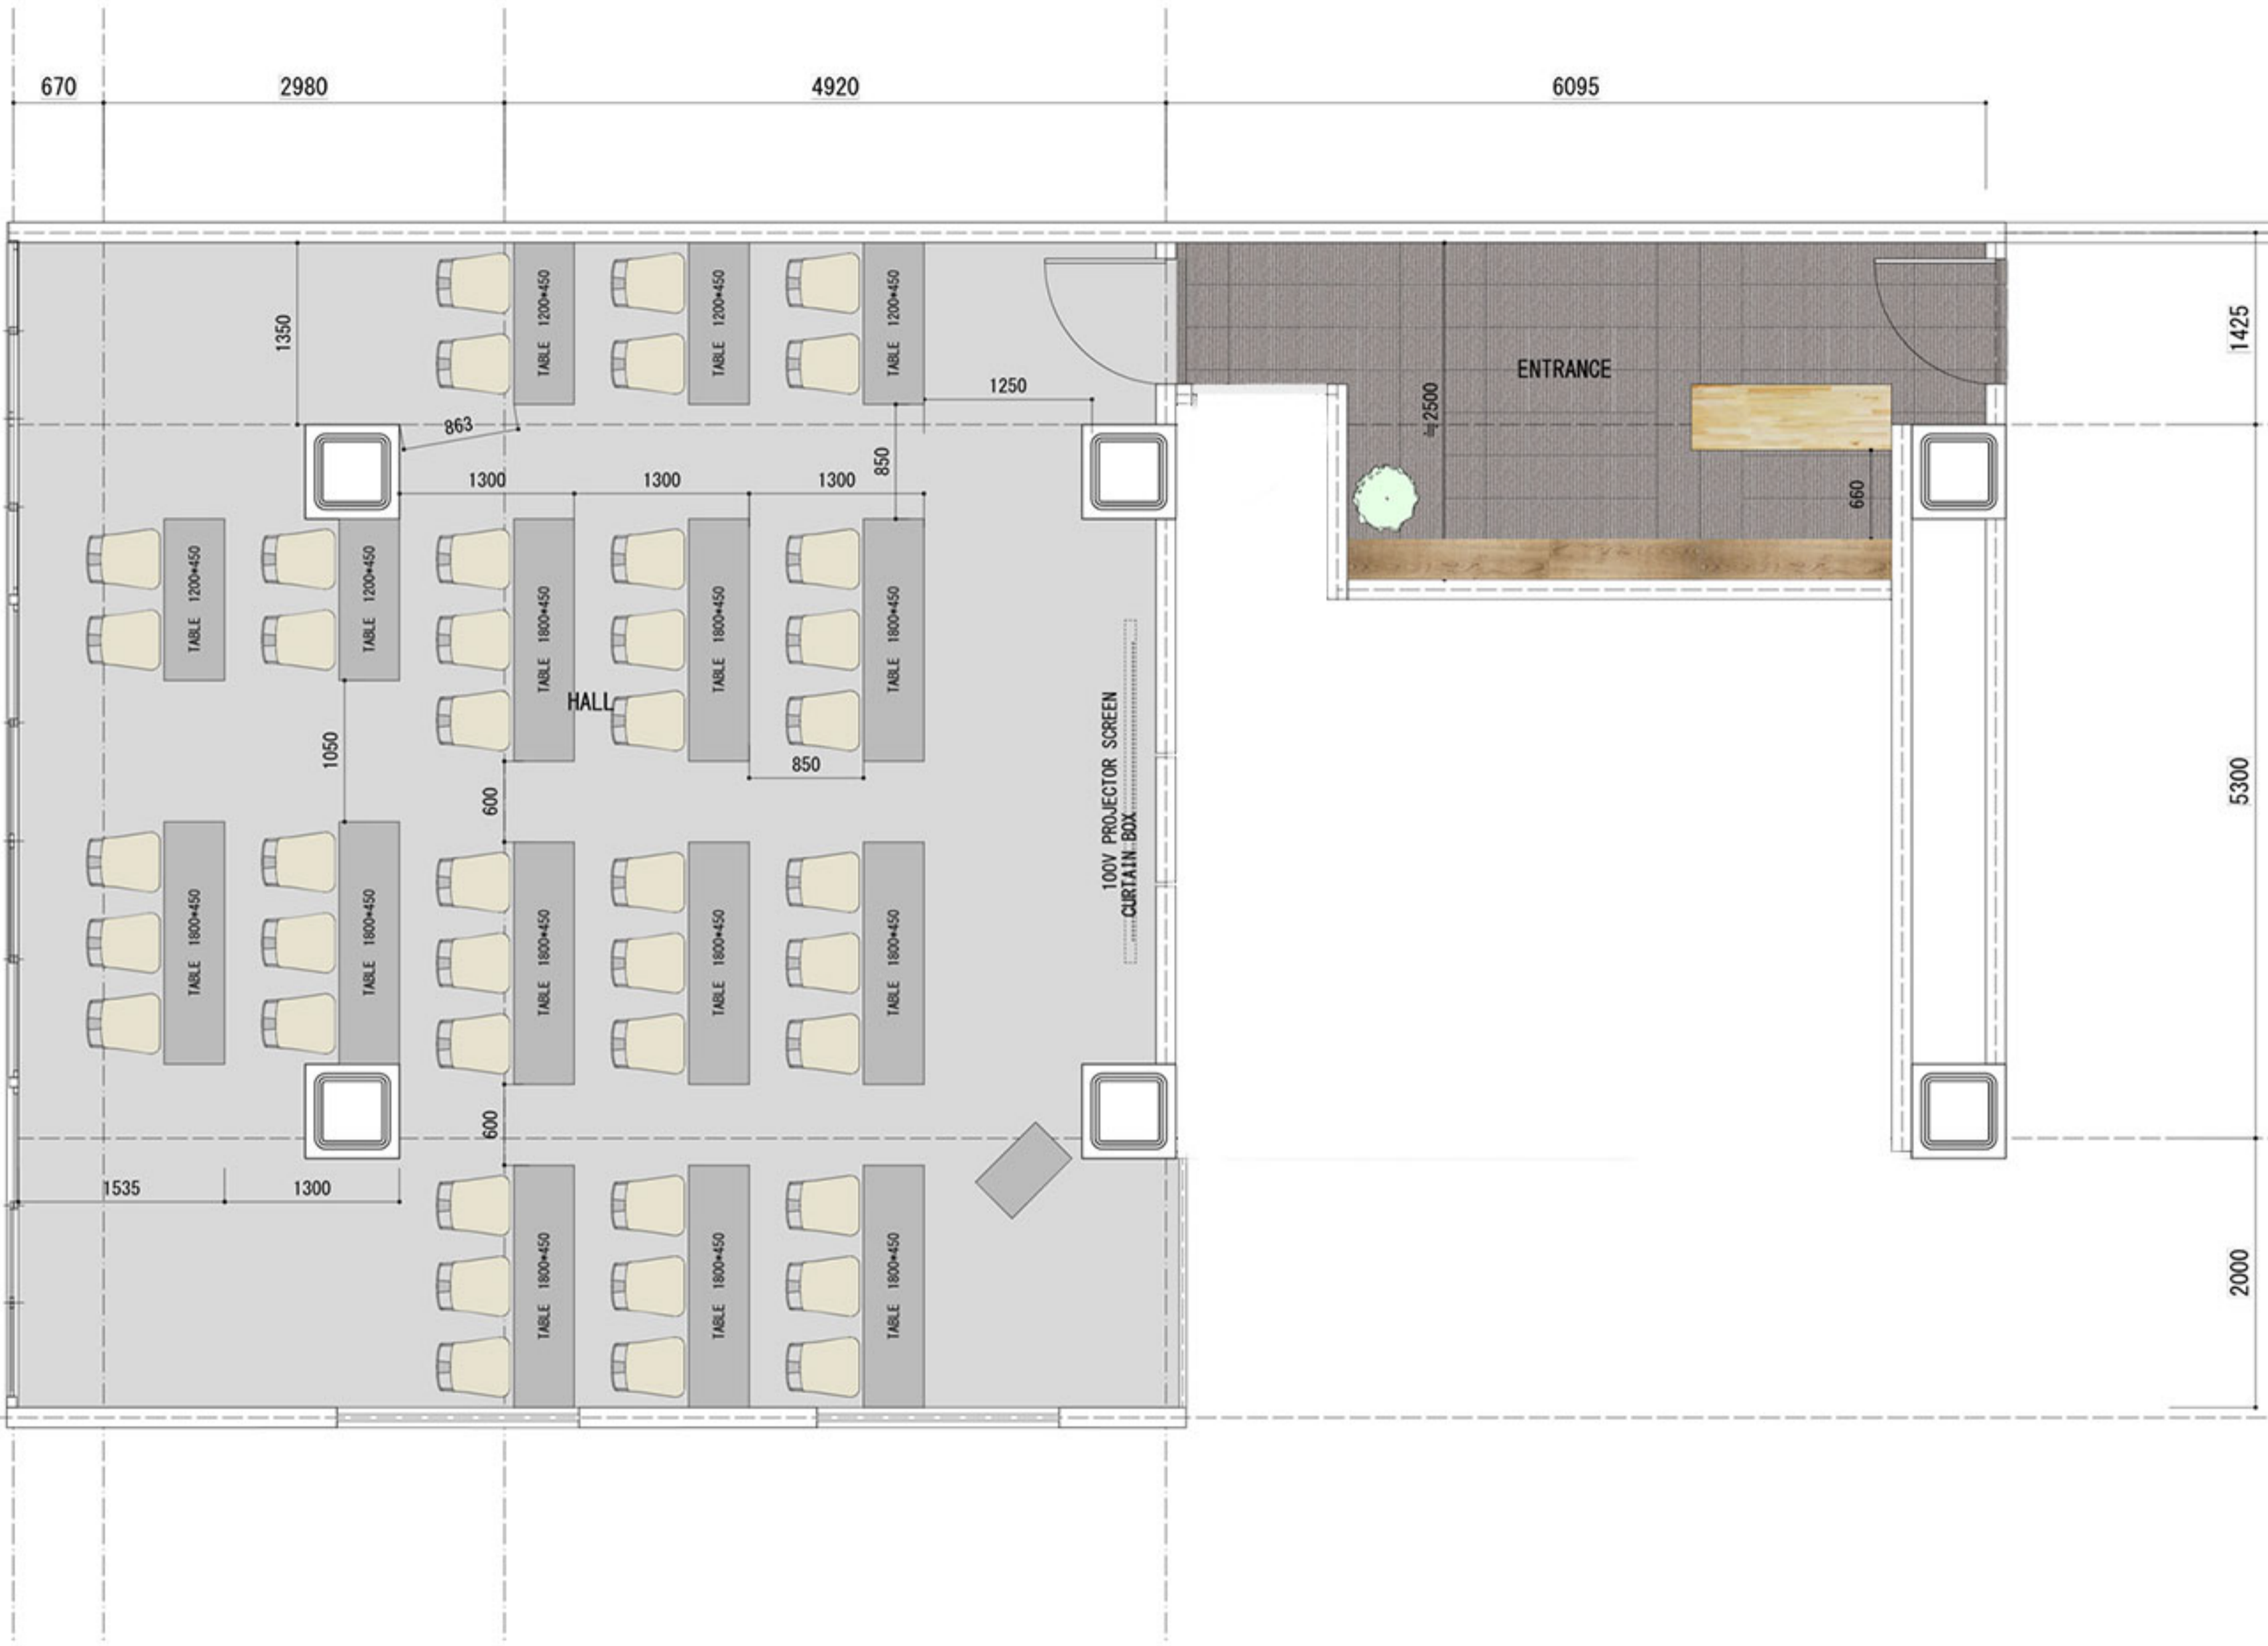 670
2980
4920
6095
TABLE 1200*450
TABLE 1200*450
TABLE 1200*450
1350
1425
ENTRANCE
1250
≒2500
863
850
1300
1300
1300
660
TABLE 1200*450
TABLE 1200*450
TABLE 1800*450
TABLE 1800*450
TABLE 1800*450
HALL
1050
850
600
100V PROJECTOR SCREEN
CURTAIN BOX
5300
TABLE 1800*450
TABLE 1800*450
TABLE 1800*450
TABLE 1800*450
TABLE 1800*450
600
1535
1300
TABLE 1800*450
TABLE 1800*450
TABLE 1800*450
2000